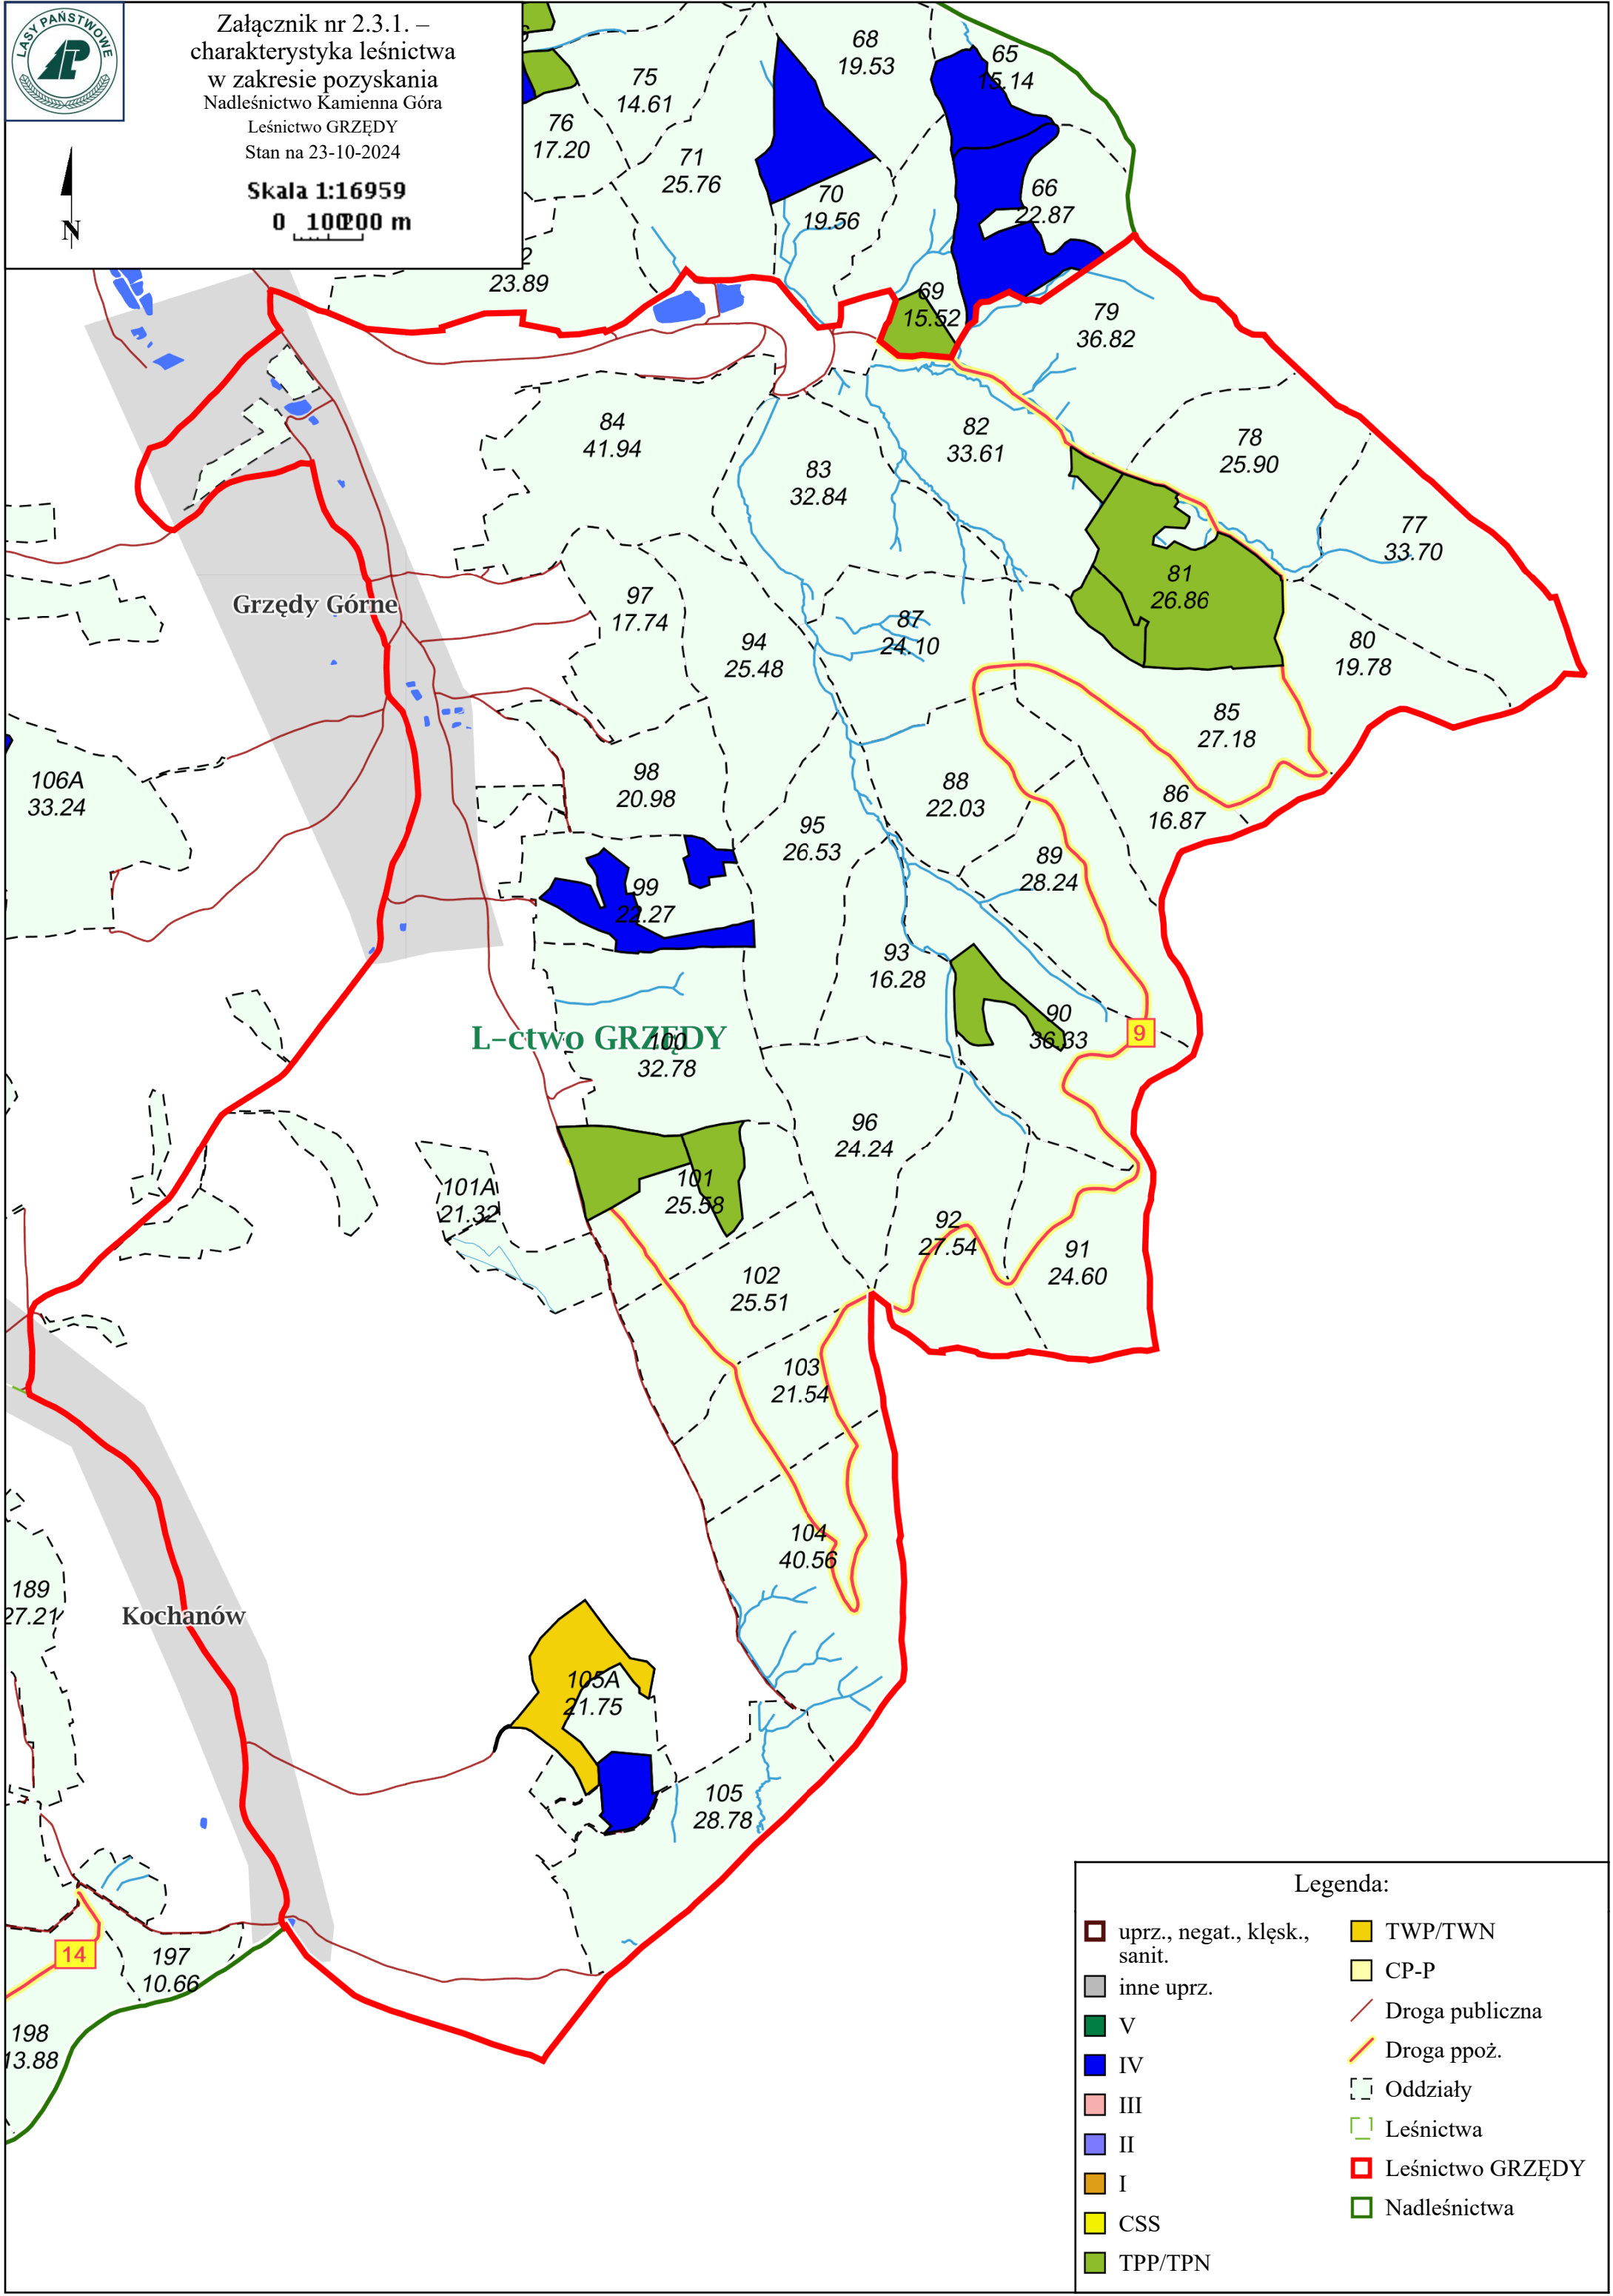 LASY PAŃSTWOWE
Załącznik nr 2.3.1. –
charakterystyka leśnictwa
w zakresie pozyskania
Nadleśnictwo Kamienna Góra
Leśnictwo GRZĘDY
Stan na 23-10-2024
Skala 1:16959
0 100 200 m
N
68
19.53
65
15.14
75
14.61
76
17.20
71
25.76
70
19.56
66
22.87
23.89
69
15.52
79
36.82
84
41.94
82
33.61
78
25.90
83
32.84
77
33.70
81
26.86
Grzędy Górne
97
17.74
94
25.48
87
24.10
80
19.78
85
27.18
106A
33.24
98
20.98
88
22.03
86
16.87
95
26.53
89
28.24
99
22.27
93
16.28
90
36.33
9
L-ctwo GRZĘDY
100
32.78
96
24.24
101A
21.32
101
25.58
92
27.54
91
24.60
102
25.51
103
21.54
104
40.56
189
27.21
Kochanów
105A
21.75
105
28.78
14
197
10.66
198
13.88
Legenda:
uprz., negat., klęsk.,
sanit.
inne uprz.
V
IV
III
II
I
CSS
TPP/TPN
TWP/TWN
CP-P
Droga publiczna
Droga ppoż.
Oddziały
Leśnictwa
Leśnictwo GRZĘDY
Nadleśnictwa